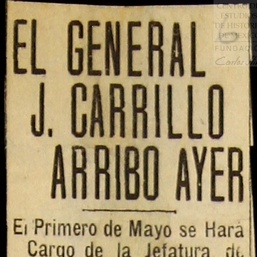 EL GENERAL
J. CARRILLO
ARRIBO AYER
El Primero de Mayo se Hará
Cargo de la Jefatura de